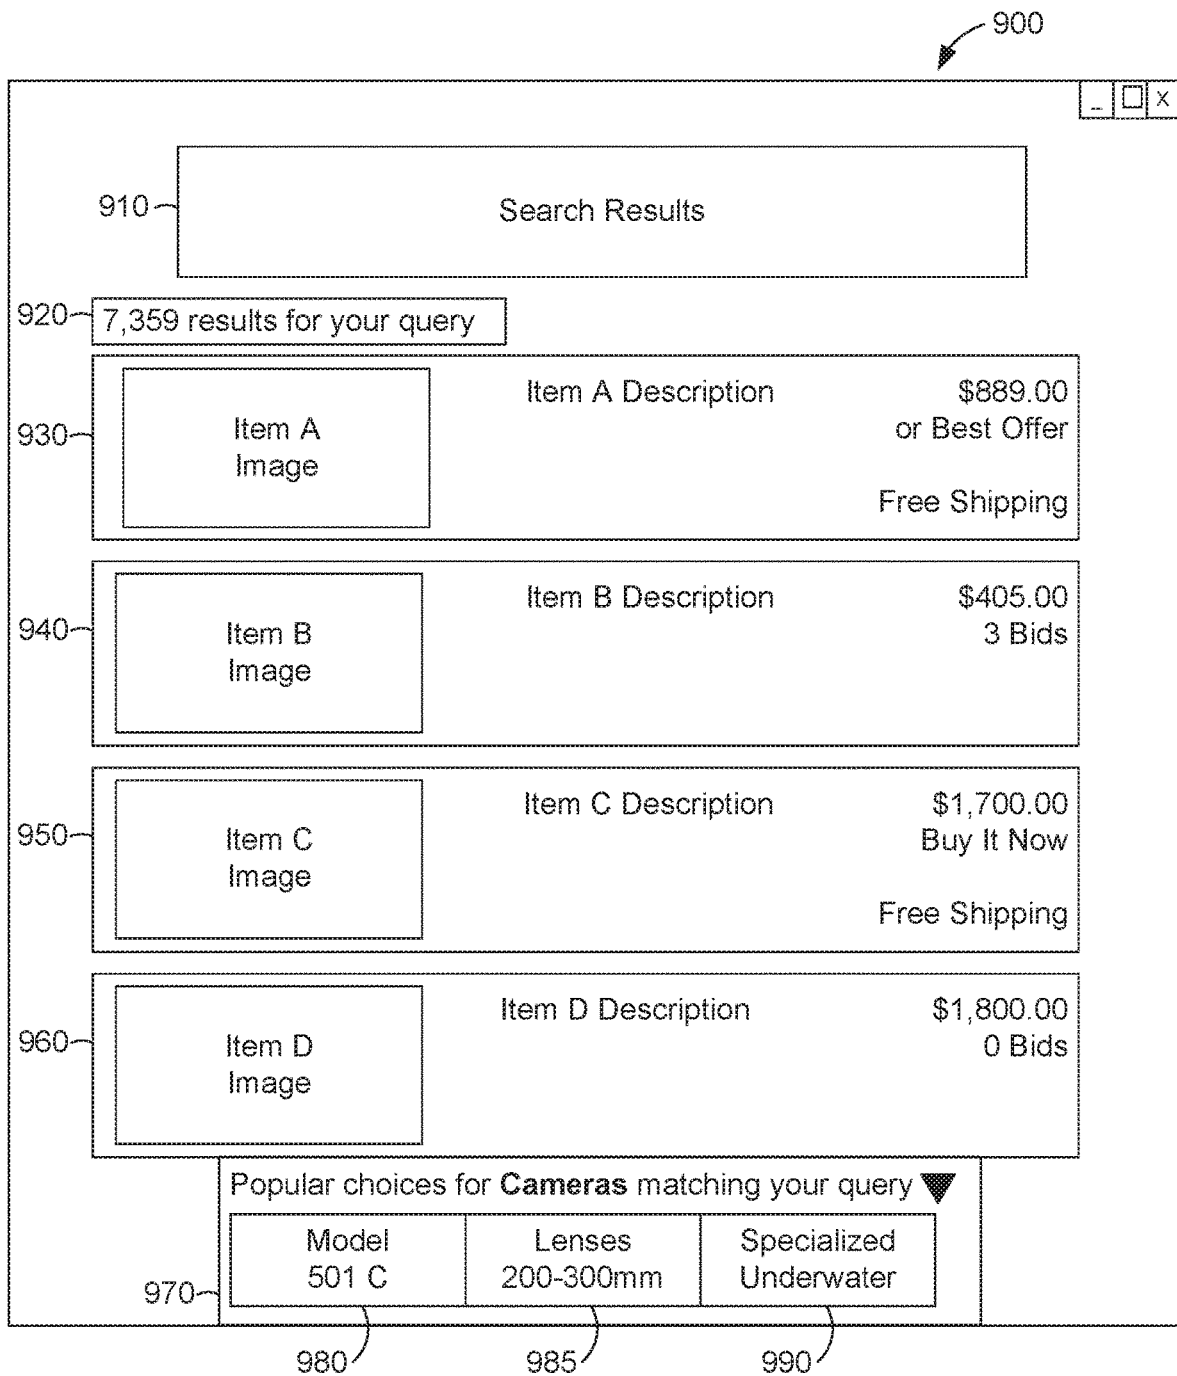 900
_ X
910
Search Results
920
7,359 results for your query
930
Item A
Image
Item A Description
$889.00
or Best Offer
Free Shipping
940
Item B
Image
Item B Description
$405.00
3 Bids
950
Item C
Image
Item C Description
$1,700.00
Buy It Now
Free Shipping
960
Item D
Image
Item D Description
$1,800.00
0 Bids
Popular choices for Cameras matching your query
970
Model
501 C
Lenses
200-300mm
Specialized
Underwater
980
985
990